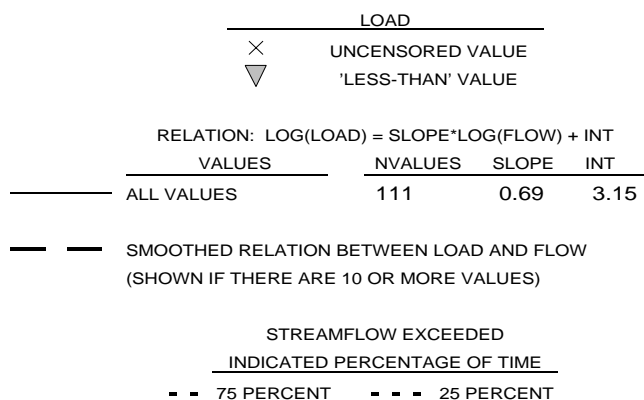 LOAD
UNCENSORED VALUE
'LESS-THAN' VALUE
RELATION: LOG(LOAD) = SLOPE*LOG(FLOW) + INT
VALUES NVALUES SLOPE INT
ALL VALUES 111 0.69 3.15
SMOOTHED RELATION BETWEEN LOAD AND FLOW
(SHOWN IF THERE ARE 10 OR MORE VALUES)
STREAMFLOW EXCEEDED
INDICATED PERCENTAGE OF TIME
75 PERCENT 25 PERCENT